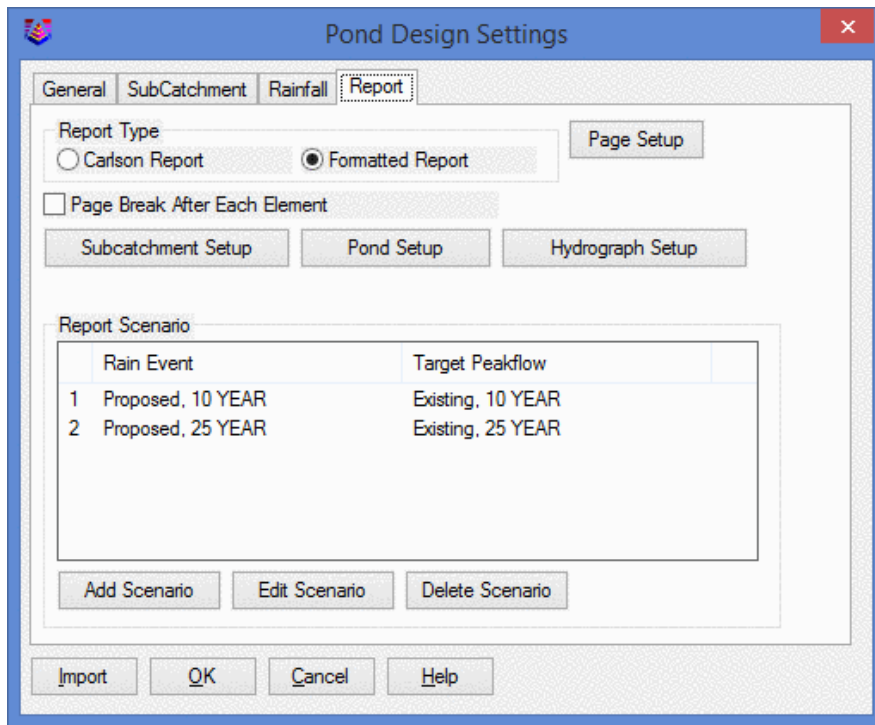 Pond Design Settings
General SubCatchment Rainfall Report
Report Type
Carlson Report Formatted Report Page Setup
Page Break After Each Element
Subcatchment Setup Pond Setup Hydrograph Setup
Report Scenario
Rain Event Target Peakflow
1 Proposed, 10 YEAR Existing, 10 YEAR
2 Proposed, 25 YEAR Existing, 25 YEAR
Add Scenario Edit Scenario Delete Scenario
Import OK Cancel Help